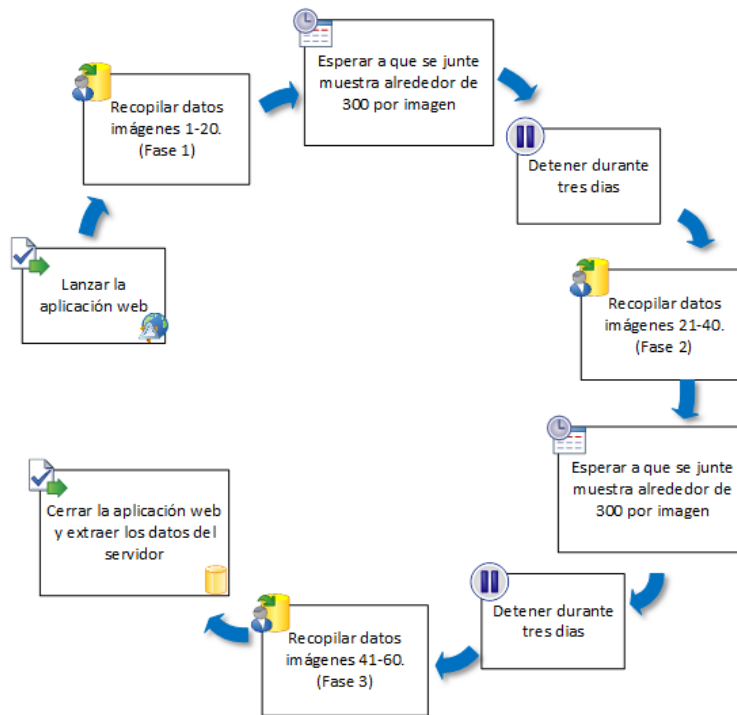 Lanzar la
aplicación web
Recopilar datos
imágenes 1-20.
(Fase 1)
Esperar a que se junte
muestra alrededor de
300 por imagen
Detener durante
tres dias
Recopilar datos
imágenes 21-40.
(Fase 2)
Esperar a que se junte
muestra alrededor de
300 por imagen
Detener durante
tres dias
Recopilar datos
imágenes 41-60.
(Fase 3)
Cerrar la aplicación web
y extraer los datos del
servidor